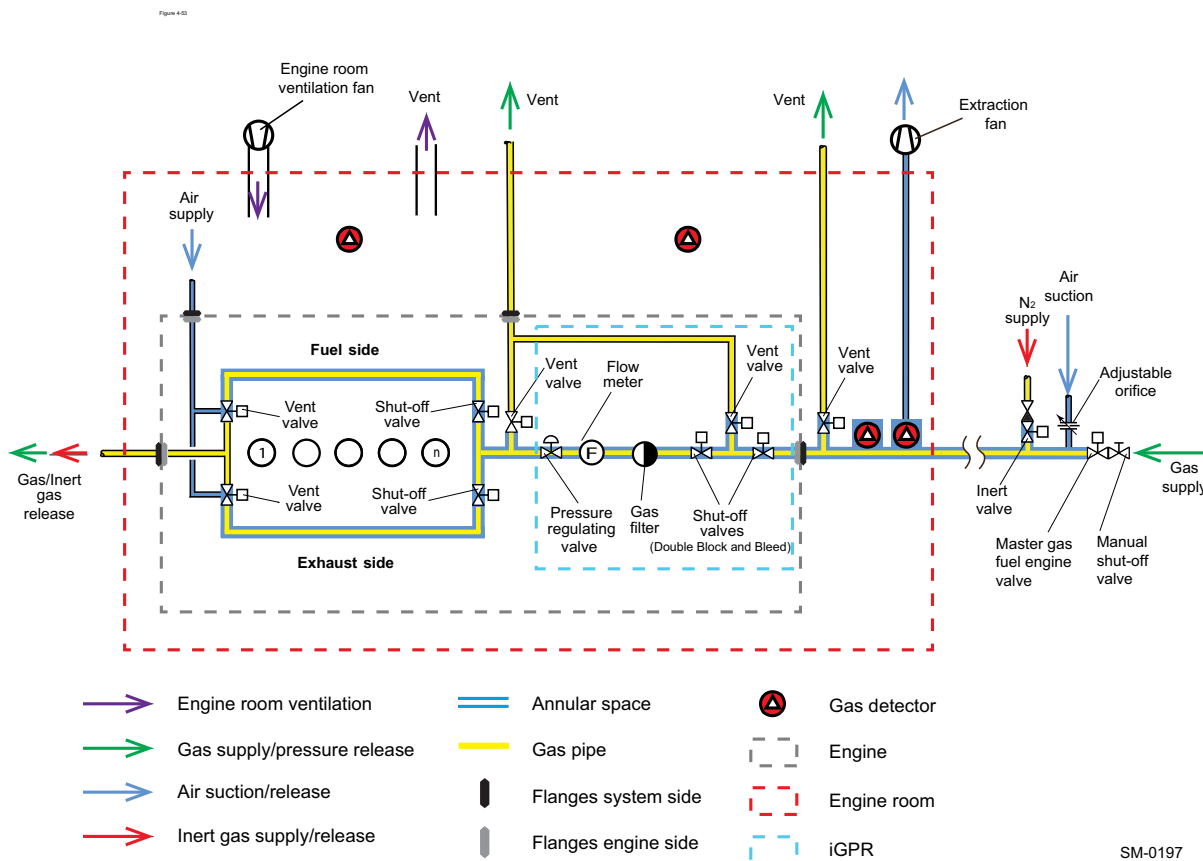 Figure 4-53
Engine room
ventilation fan
Vent
Vent
Vent
Extraction
fan
Air
supply
N2
supply
Air
suction
Fuel side
Vent
valve
Flow
meter
Vent
valve
Vent
valve
Adjustable
orifice
Vent
valve
Shut-off
valve
1
n
F
Gas/Inert
gas
release
Vent
valve
Shut-off
valve
Pressure
regulating
valve
Gas
filter
Shut-off
valves
(Double Block and Bleed)
Inert
valve
Master gas
fuel engine
valve
Manual
shut-off
valve
Gas
supply
Exhaust side
Engine room ventilation
Annular space
Gas detector
Gas supply/pressure release
Gas pipe
Engine
Air suction/release
Flanges system side
Engine room
Inert gas supply/release
Flanges engine side
iGPR
SM-0197